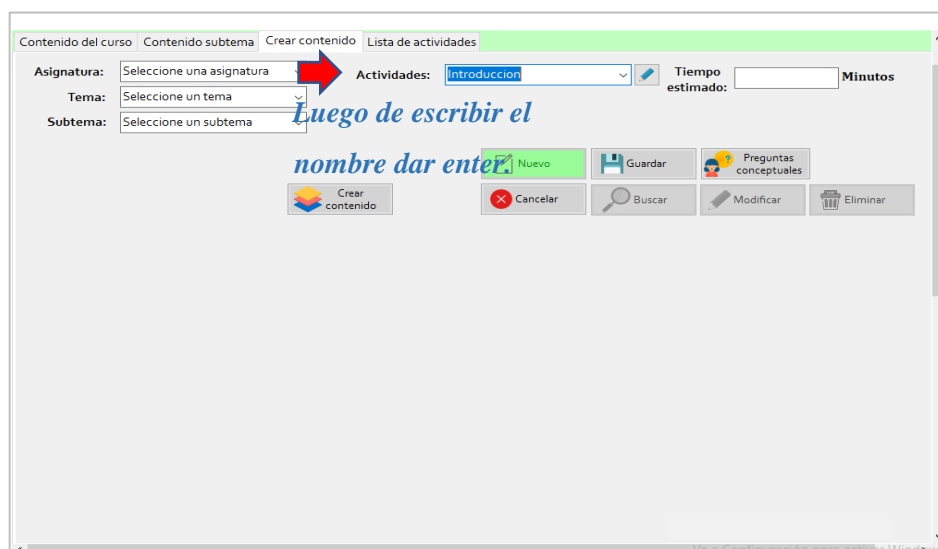 Contenido del curso Contenido subtema Crear contenido Lista de actividades
Asignatura: Seleccione una asignatura Actividades: Introduccion Tiempo estimado: Minutos
Tema: Seleccione un tema
Subtema: Seleccione un subtema
Luego de escribir el
nombre dar enter.
Nuevo Guardar Preguntas conceptuales
Crear contenido Cancelar Buscar Modificar Eliminar